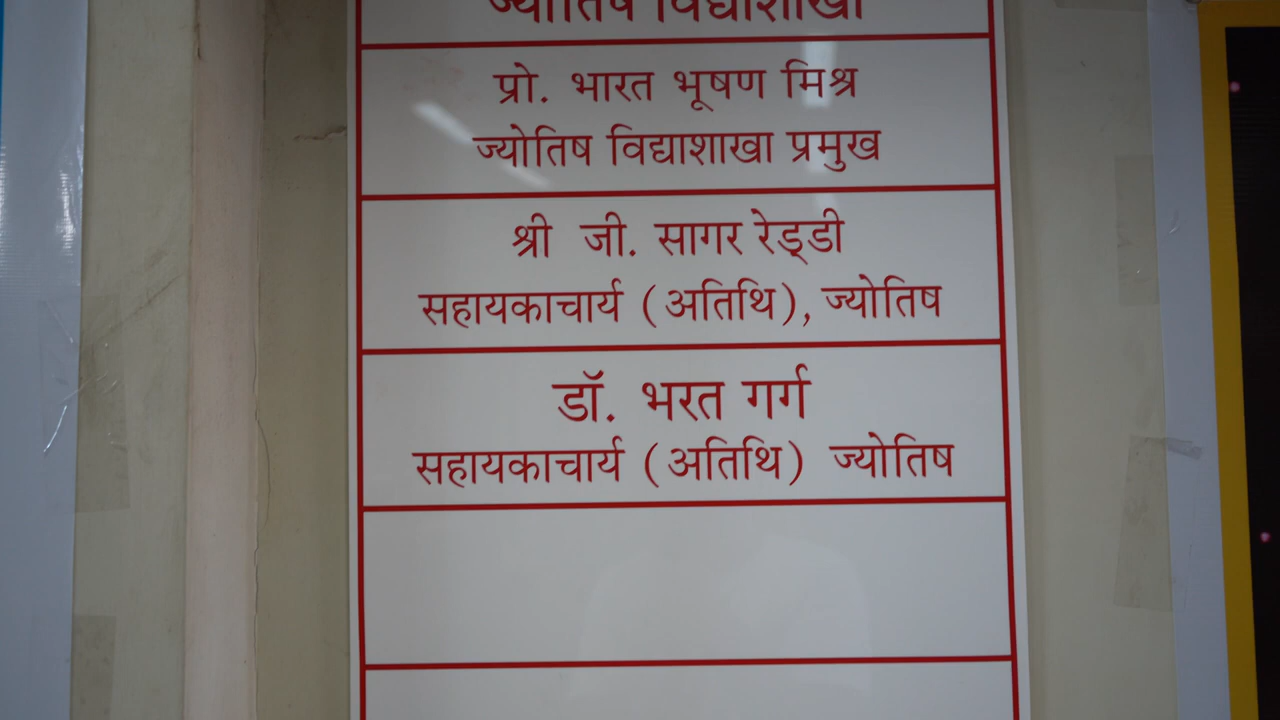 ज्योतिष विद्याशाखा
प्रो. भारत भूषण मिश्र
ज्योतिष विद्याशाखा प्रमुख
श्री जी. सागर रेड्डी
सहायकाचार्य (अतिथि), ज्योतिष
डॉ. भरत गर्ग
सहायकाचार्य (अतिथि) ज्योतिष